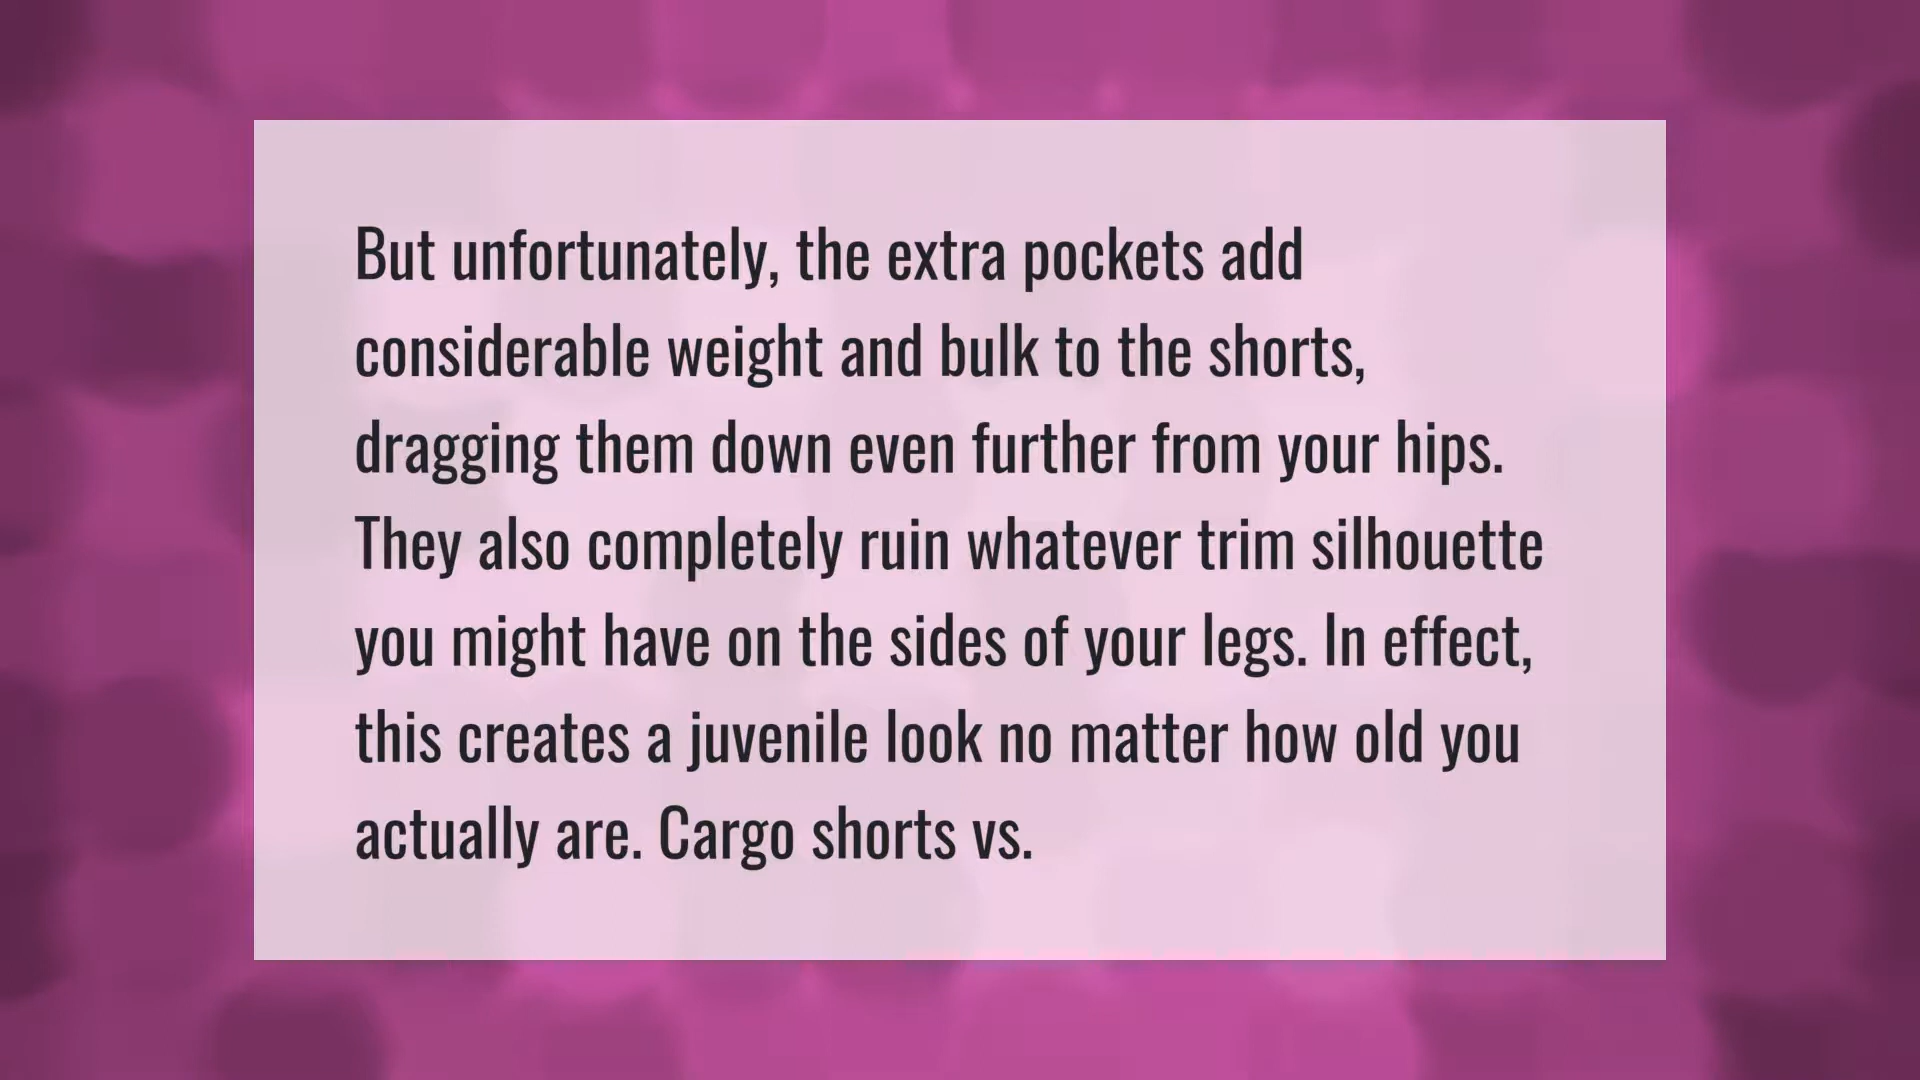 But unfortunately, the extra pockets add
considerable weight and bulk to the shorts,
dragging them down even further from your hips.
They also completely ruin whatever trim silhouette
you might have on the sides of your legs. In effect,
this creates a juvenile look no matter how old you
actually are. Cargo shorts vs.